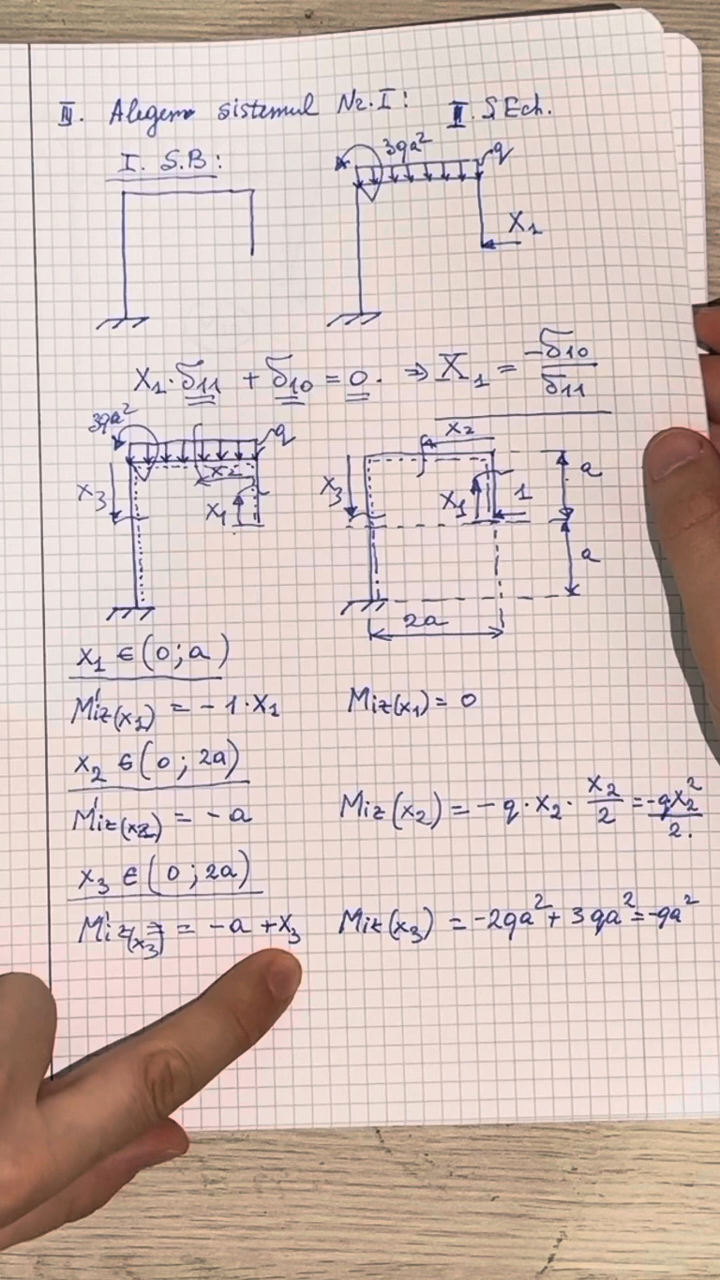 III. Alegem sistemul Nr. I:
II. SEch.
I. S.B:
3qa²
q
X₁
X₁·δ₁₁ + δ₁₀ = 0. ⇒ X₁ = -δ₁₀/δ₁₁
3qa²
q
x₂
x₃
x₁
x₂
x₃
x₁
1
a
a
2a
x₁ ∈ (0; a)
M'iz(x₁) = -1·x₁
Miz(x₁) = 0
x₂ ∈ (0; 2a)
M'iz(x₂) = -a
Miz(x₂) = -q·x₂·x₂/2 = -qx₂²/2.
x₃ ∈ (0; 2a)
M'iz(x₃) = -a + x₃
Miz(x₃) = -2qa² + 3qa² = -qa²